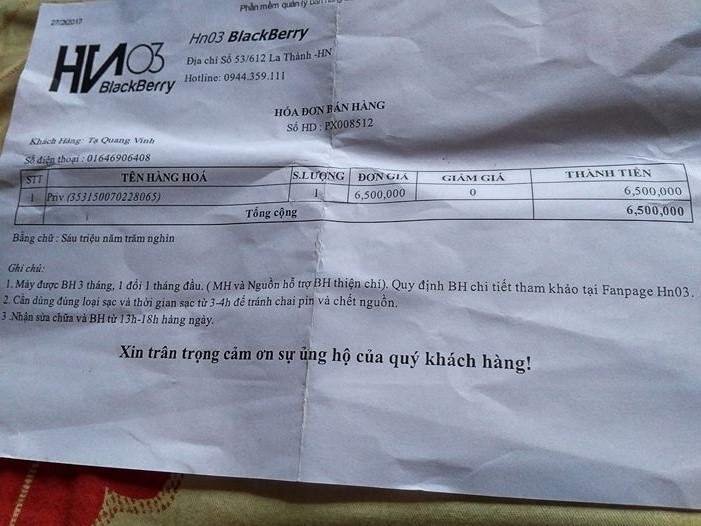 Phần mềm quản lý bán hàng
27/2/2017
HN03
BlackBerry
Hn03 BlackBerry
Địa chỉ Số 53/612 La Thành -HN
Hotline: 0944.359.111
HÓA ĐƠN BÁN HÀNG
Số HD : PX008512
Khách Hàng: Tạ Quang Vinh
Số điện thoại : 01646906408
STT TÊN HÀNG HOÁ S.LƯỢNG ĐƠN GIÁ GIẢM GIÁ THÀNH TIỀN
1 Priv (353150070228065) 1 6,500,000 0 6,500,000
Tổng cộng 6,500,000
Bằng chữ : Sáu triệu năm trăm nghìn
Ghi chú:
1. Máy được BH 3 tháng, 1 đổi 1 tháng đầu. ( MH và Nguồn hỗ trợ BH thiện chí). Quy định BH chi tiết tham khảo tại Fanpage Hn03.
2. Cần dùng đúng loại sạc và thời gian sạc từ 3-4h để tránh chai pin và chết nguồn.
3 .Nhận sửa chữa và BH từ 13h-18h hàng ngày.
Xin trân trọng cảm ơn sự ủng hộ của quý khách hàng!